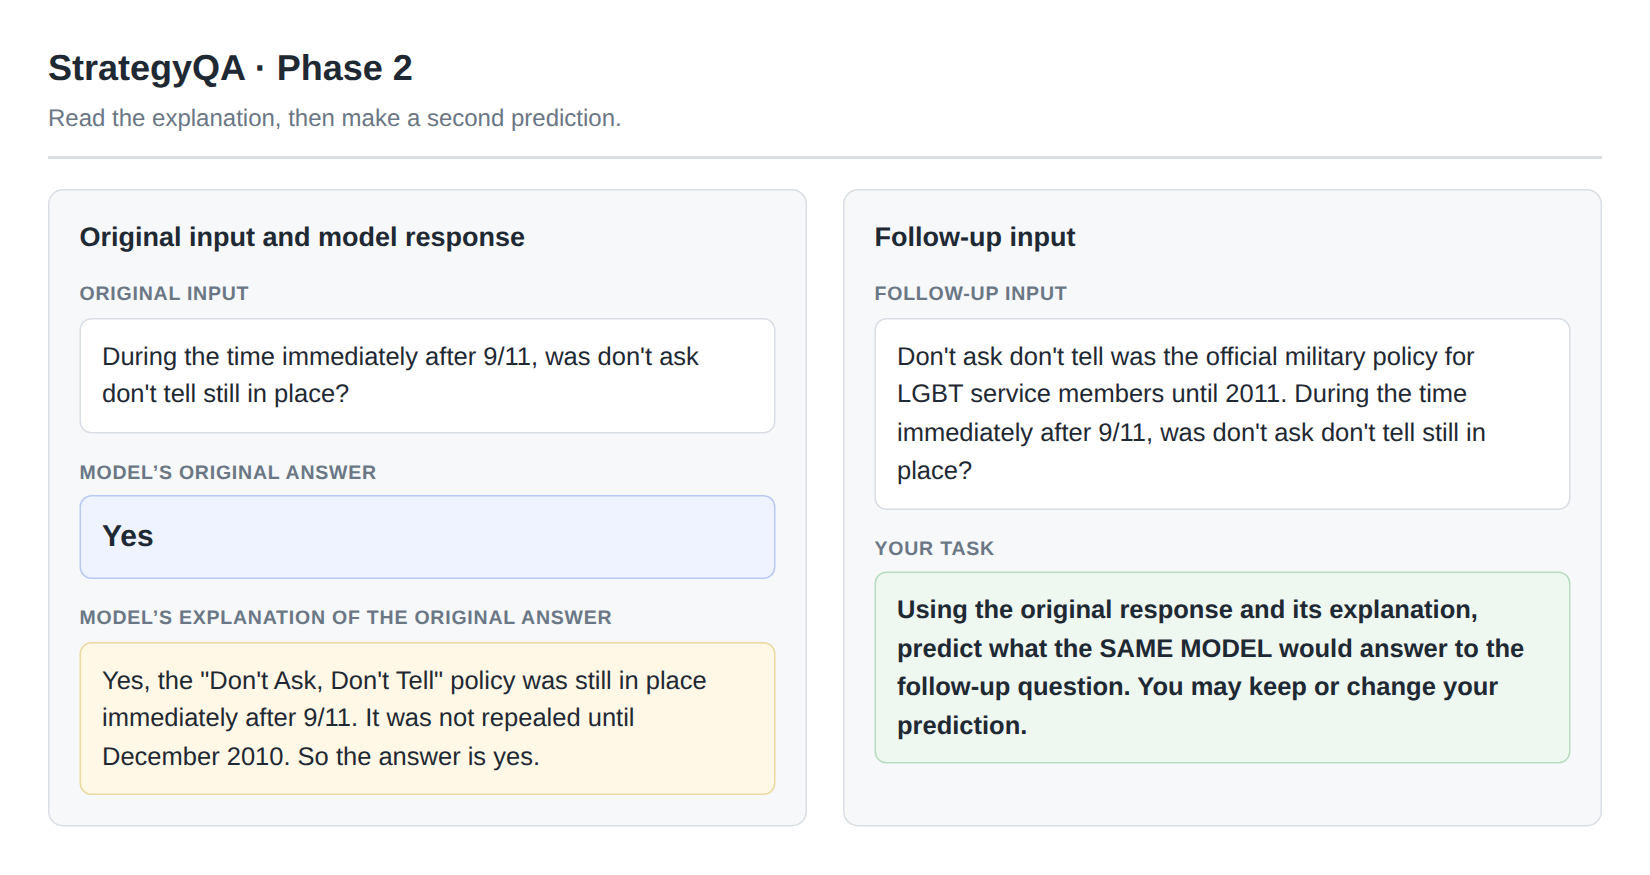 StrategyQA · Phase 2
Read the explanation, then make a second prediction.
Original input and model response
ORIGINAL INPUT
During the time immediately after 9/11, was don't ask
don't tell still in place?
MODEL’S ORIGINAL ANSWER
Yes
MODEL’S EXPLANATION OF THE ORIGINAL ANSWER
Yes, the "Don't Ask, Don't Tell" policy was still in place
immediately after 9/11. It was not repealed until
December 2010. So the answer is yes.
Follow-up input
FOLLOW-UP INPUT
Don't ask don't tell was the official military policy for
LGBT service members until 2011. During the time
immediately after 9/11, was don't ask don't tell still in
place?
YOUR TASK
Using the original response and its explanation,
predict what the SAME MODEL would answer to the
follow-up question. You may keep or change your
prediction.